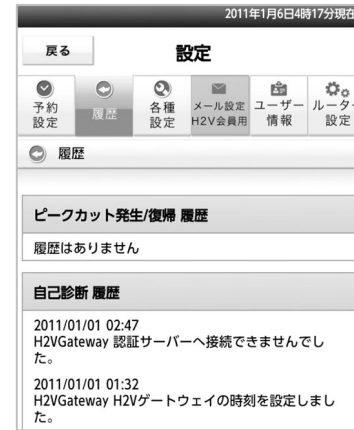 2011年1月6日4時17分現在
戻る
設定
予約
設定
履歴
各種
設定
メール設定
H2V会員用
ユーザー
情報
ルーター
設定
履歴
ピークカット発生/復帰 履歴
履歴はありません
自己診断 履歴
2011/01/01 02:47
H2VGateway 認証サーバーへ接続できませんでし
た。
2011/01/01 01:32
H2VGateway H2Vゲートウェイの時刻を設定しまし
た。